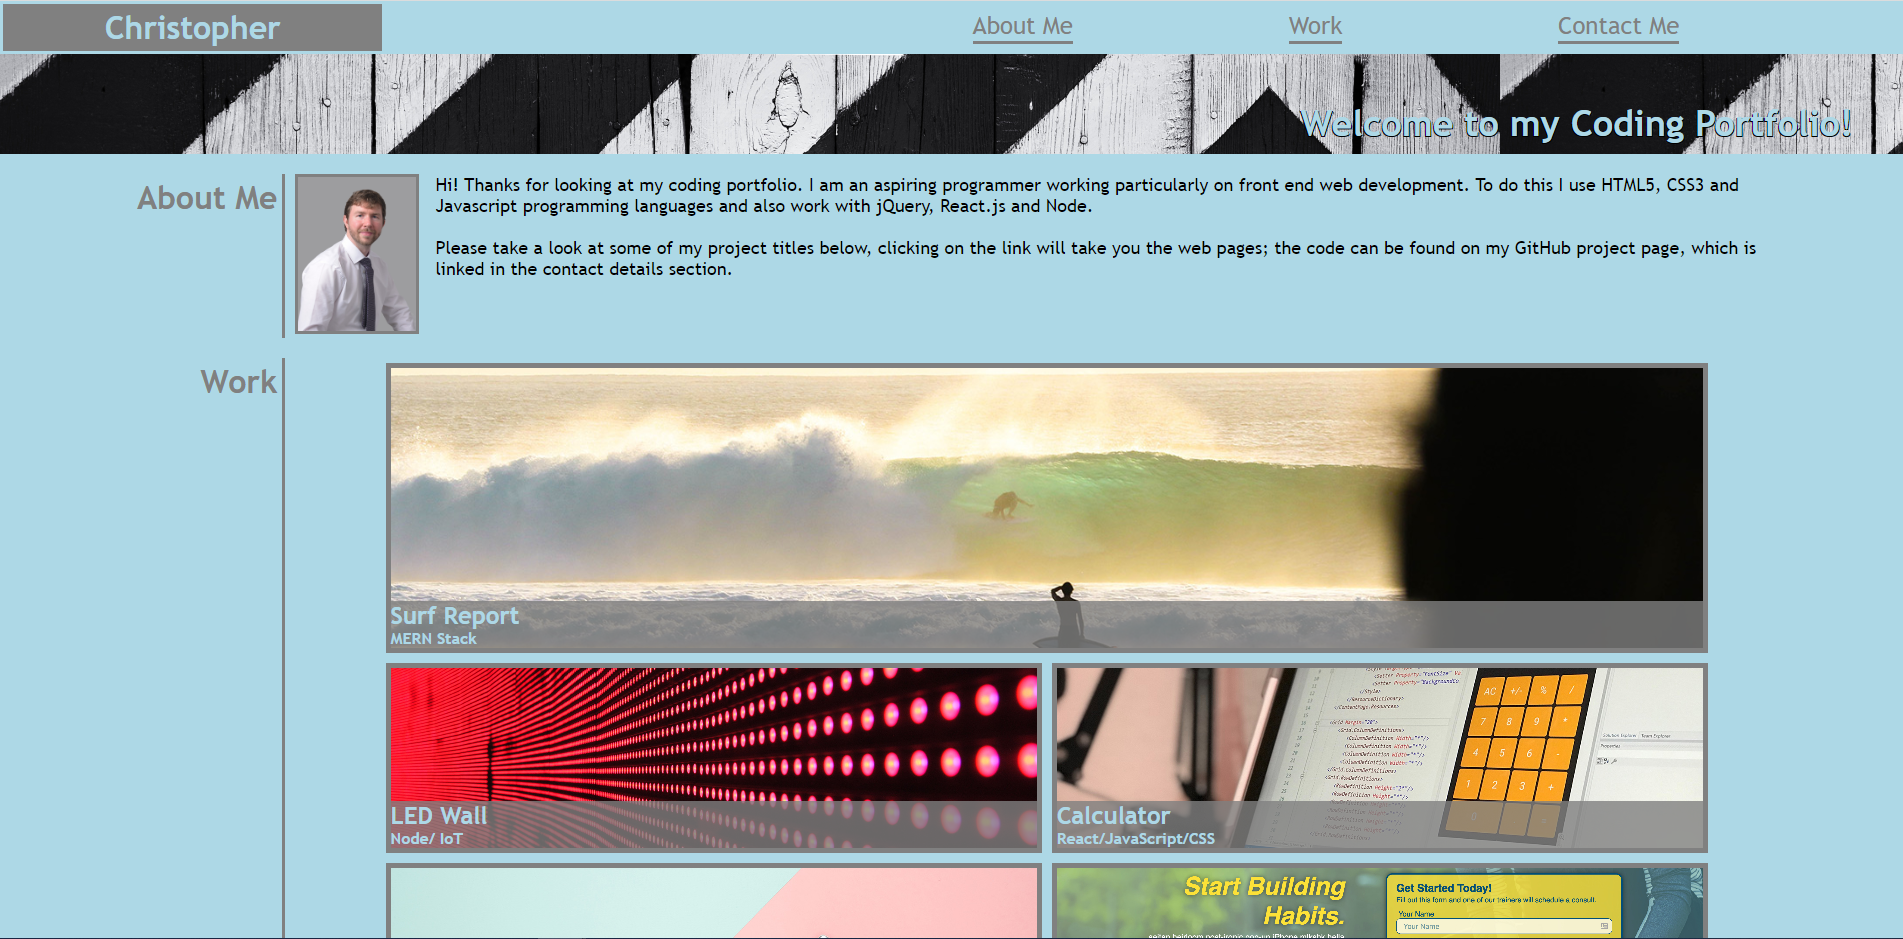 Christopher
About Me
Work
Contact Me
Welcome to my Coding Portfolio!
About Me
Hi! Thanks for looking at my coding portfolio. I am an aspiring programmer working particularly on front end web development. To do this I use HTML5, CSS3 and
Javascript programming languages and also work with jQuery, React.js and Node.
Please take a look at some of my project titles below, clicking on the link will take you the web pages; the code can be found on my GitHub project page, which is
linked in the contact details section.
Work
Surf Report
MERN Stack
LED Wall
Node/ IoT
AC +/- % /
7 8 9 *
4 5 6 -
1 2 3 +
Solution Explorer Team Explorer
Properties
Calculator
React/JavaScript/CSS
Start Building
Habits.
Get Started Today!
Fill out this form and one of our trainers will schedule a consult.
Your Name
Your Name